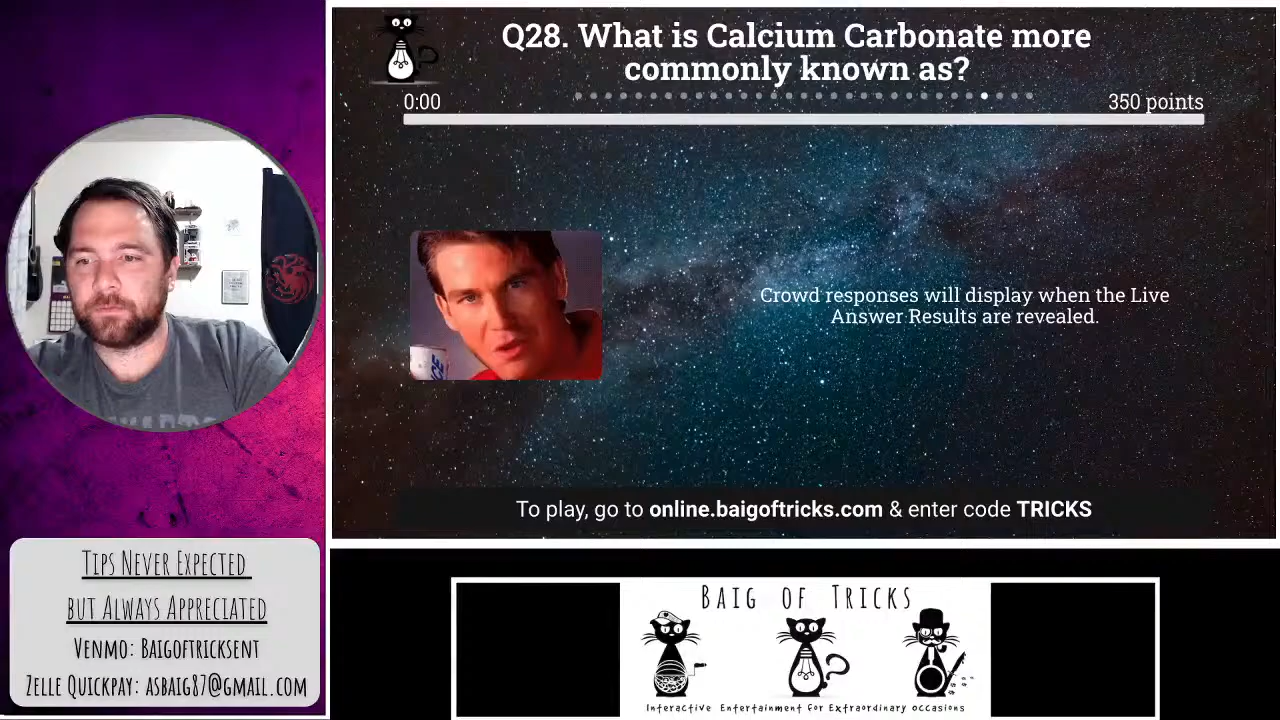 Q28. What is Calcium Carbonate more
commonly known as?
0:00
350 points
Crowd responses will display when the Live
Answer Results are revealed.
To play, go to online.baigoftricks.com & enter code TRICKS
Tips Never Expected
but Always Appreciated
Venmo: Baigoftricksent
Zelle Quickpay: asbaig87@gmail.com
Baig of Tricks
Interactive Entertainment for Extraordinary Occasions